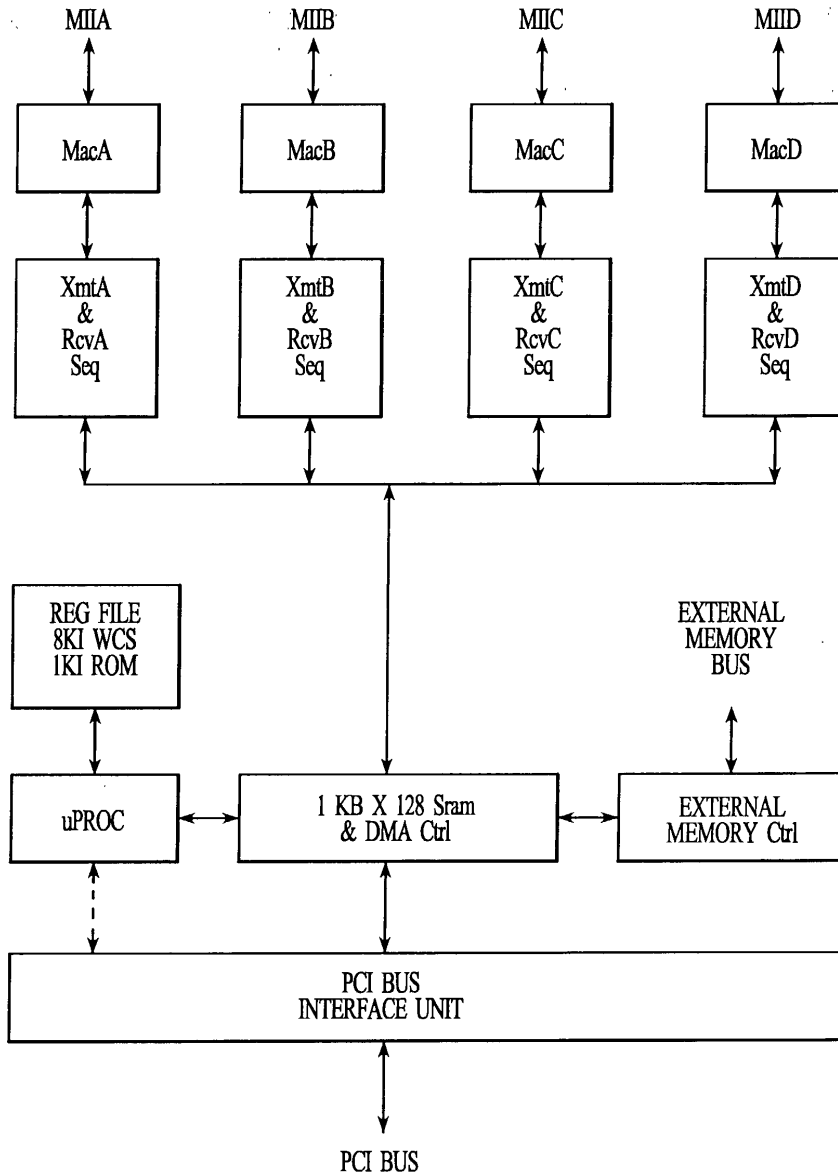 MIIA
MIIB
MIIC
MIID
MacA
MacB
MacC
MacD
XmtA
&
RcvA
Seq
XmtB
&
RcvB
Seq
XmtC
&
RcvC
Seq
XmtD
&
RcvD
Seq
REG FILE
8KI WCS
1KI ROM
EXTERNAL
MEMORY
BUS
uPROC
1 KB X 128 Sram
& DMA Ctrl
EXTERNAL
MEMORY Ctrl
PCI BUS
INTERFACE UNIT
PCI BUS